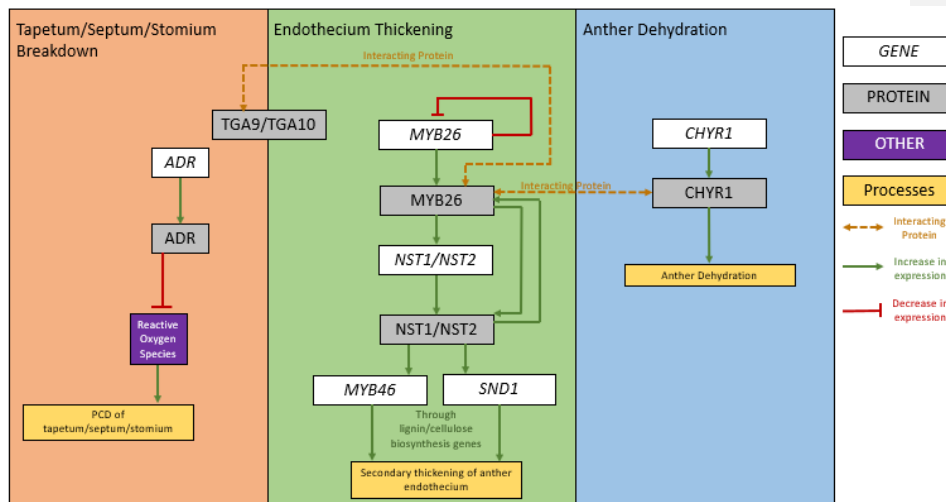 Tapetum/Septum/Stomium
Breakdown
Endothecium Thickening
Anther Dehydration
Interacting Protein
TGA9/TGA10
MYB26
ADR
CHYR1
MYB26
Interacting Protein
CHYR1
ADR
NST1/NST2
Anther Dehydration
Reactive
Oxygen
Species
NST1/NST2
MYB46
SND1
PCD of
tapetum/septum/stomium
Through
lignin/cellulose
biosynthesis genes
Secondary thickening of anther
endothecium
GENE
PROTEIN
OTHER
Processes
Interacting
Protein
Increase in
expression
Decrease in
expression